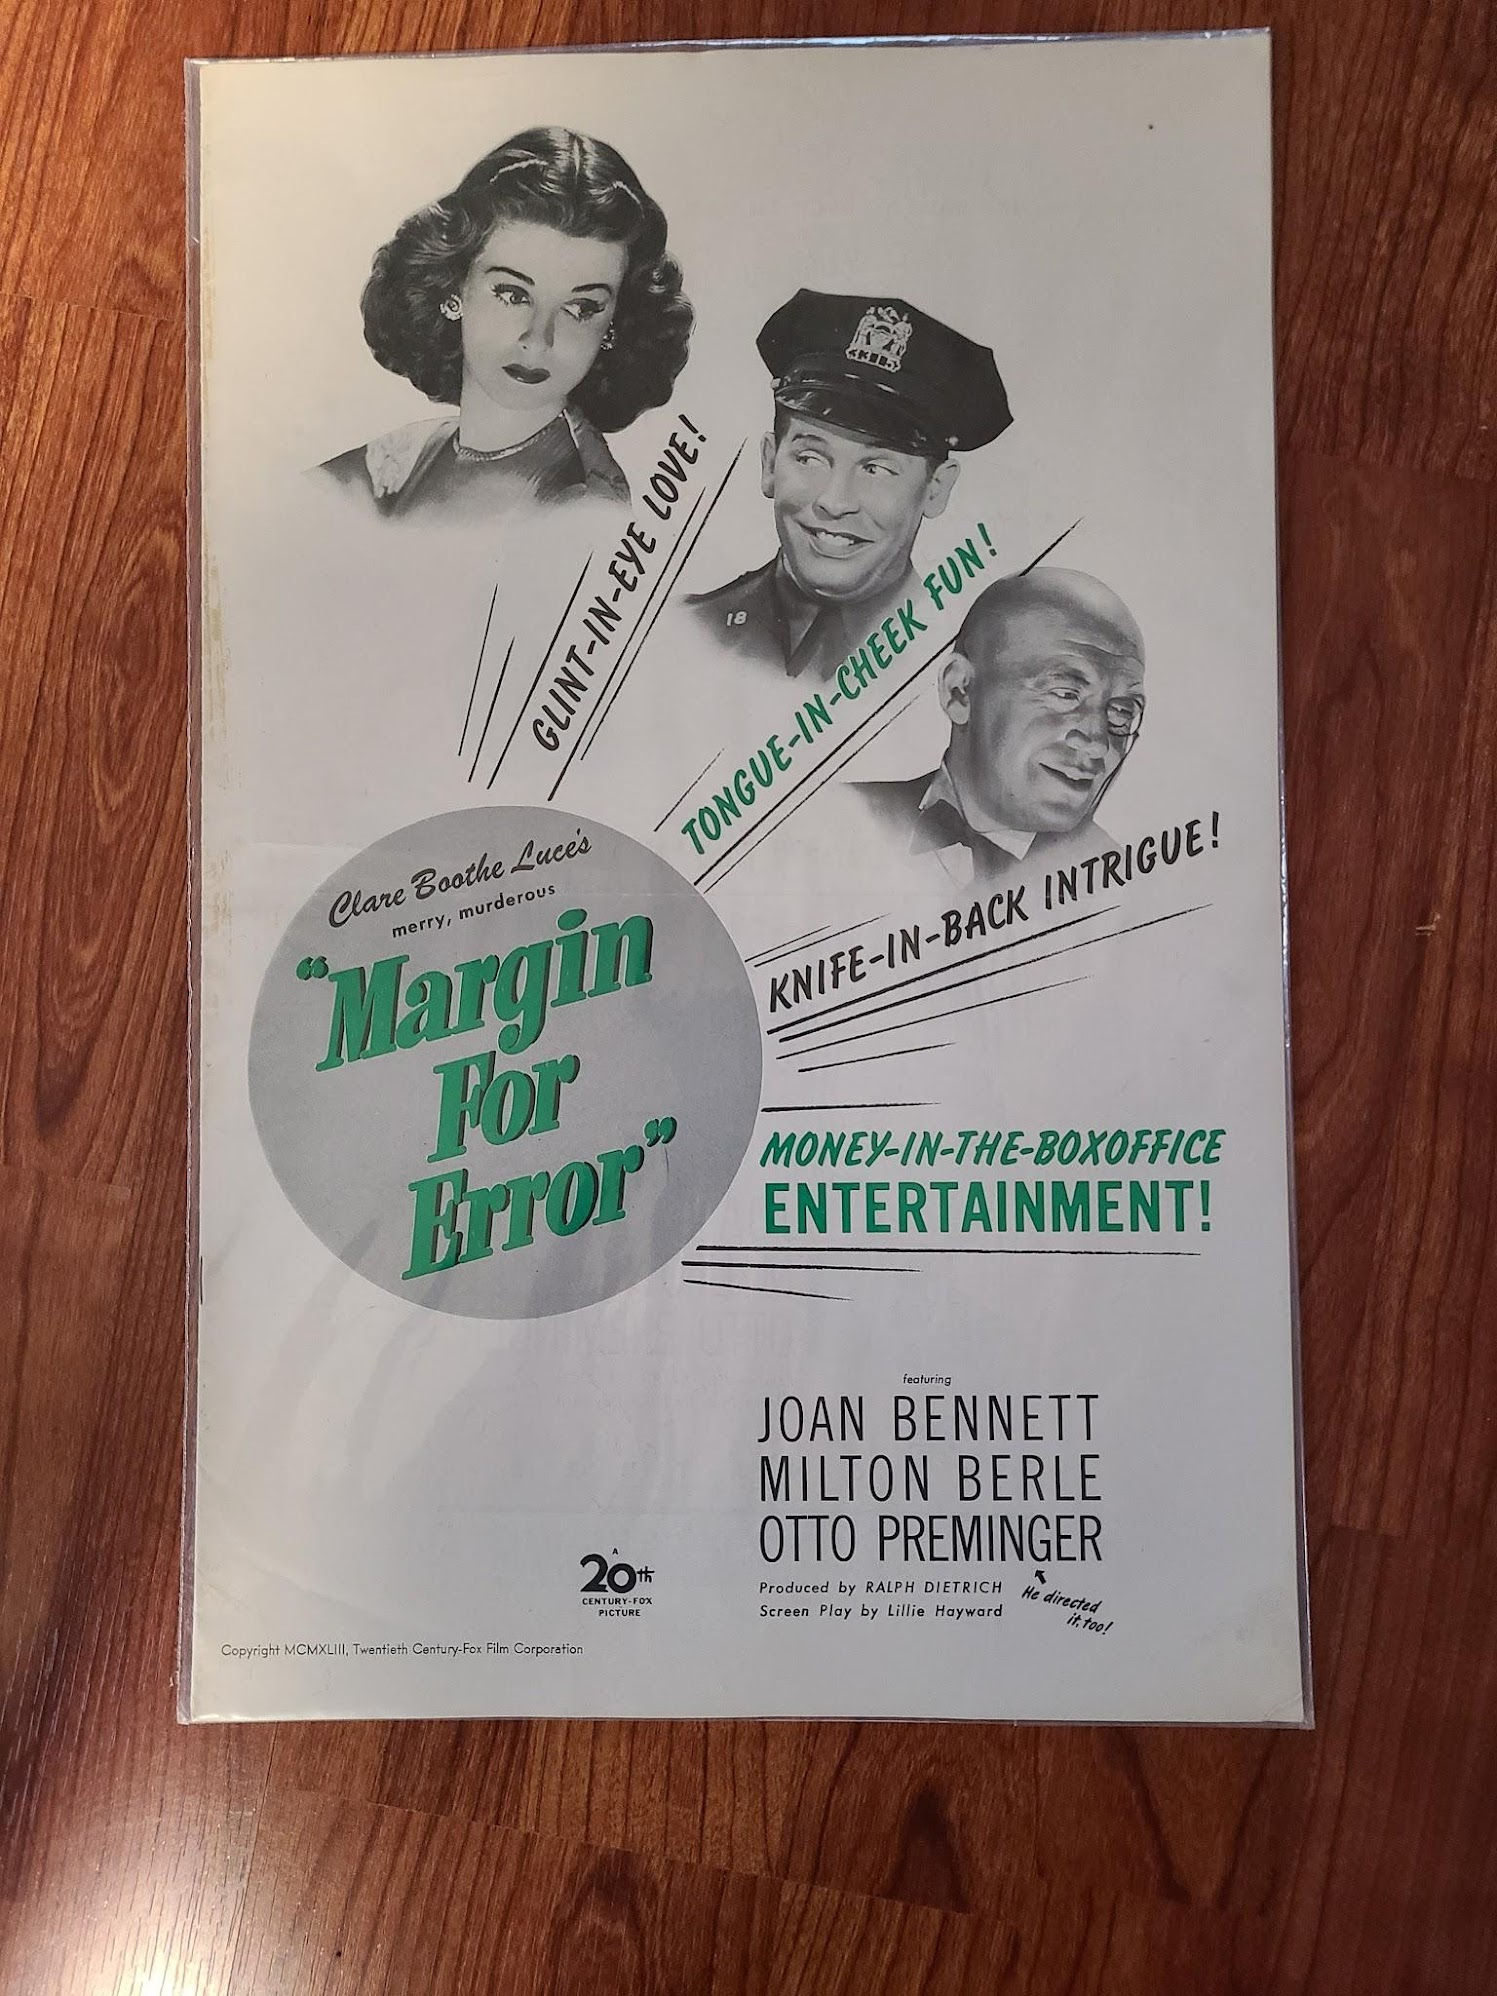 GLINT-IN-EYE LOVE!
18
TONGUE-IN-CHEEK FUN!
KNIFE-IN-BACK INTRIGUE!
Clare Boothe Luce's
merry, murderous
“Margin
For
Error”
MONEY-IN-THE-BOXOFFICE
ENTERTAINMENT!
featuring
JOAN BENNETT
MILTON BERLE
OTTO PREMINGER
He directed
it, too!
Produced by RALPH DIETRICH
Screen Play by Lillie Hayward
A
20th
CENTURY-FOX
PICTURE
Copyright MCMXLIII, Twentieth Century-Fox Film Corporation